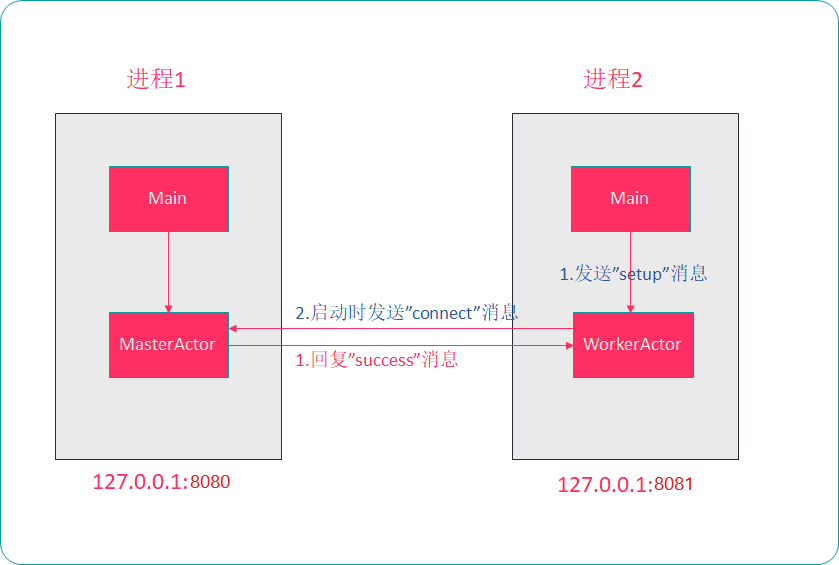 进程1
进程2
Main
Main
1.发送”setup”消息
2.启动时发送”connect”消息
MasterActor
WorkerActor
1.回复”success”消息
127.0.0.1:8080
127.0.0.1:8081